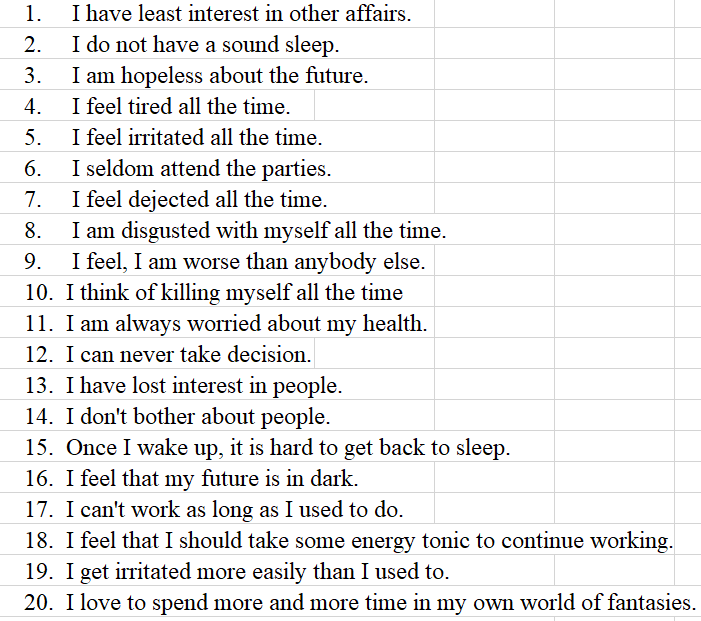 1. I have least interest in other affairs.
2. I do not have a sound sleep.
3. I am hopeless about the future.
4. I feel tired all the time.
5. I feel irritated all the time.
6. I seldom attend the parties.
7. I feel dejected all the time.
8. I am disgusted with myself all the time.
9. I feel, I am worse than anybody else.
10. I think of killing myself all the time
11. I am always worried about my health.
12. I can never take decision.
13. I have lost interest in people.
14. I don't bother about people.
15. Once I wake up, it is hard to get back to sleep.
16. I feel that my future is in dark.
17. I can't work as long as I used to do.
18. I feel that I should take some energy tonic to continue working.
19. I get irritated more easily than I used to.
20. I love to spend more and more time in my own world of fantasies.